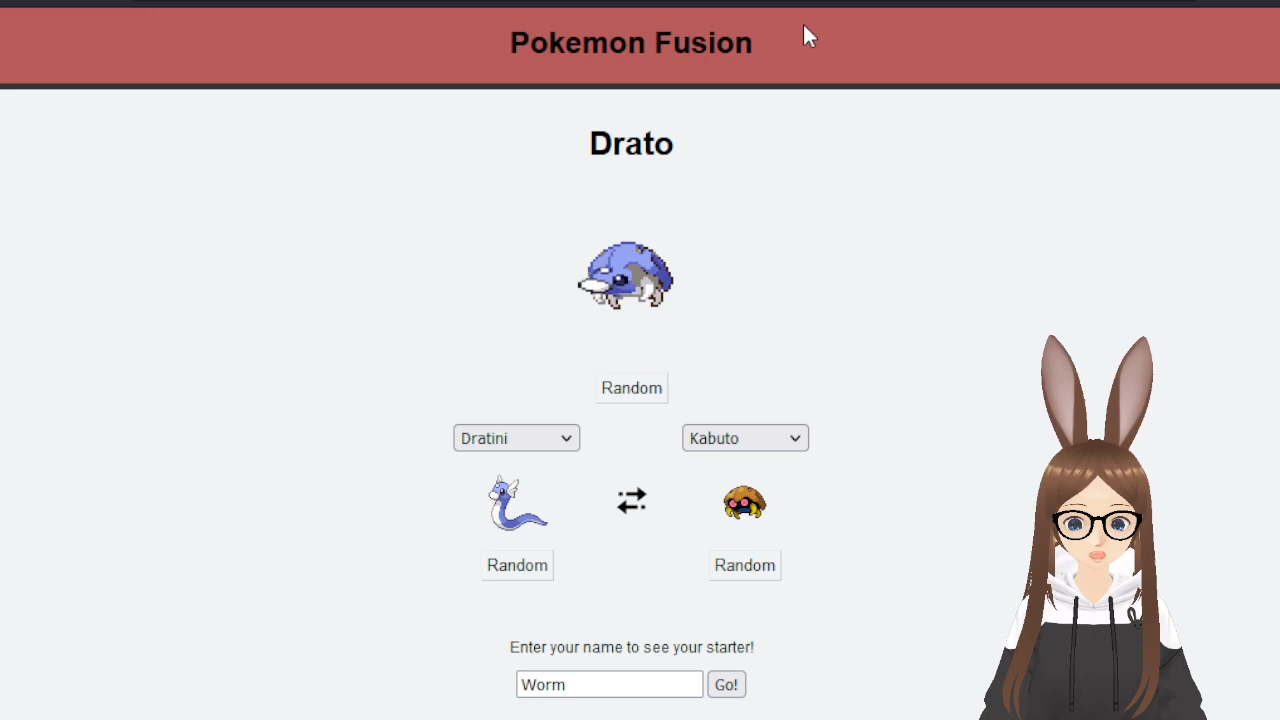 Pokemon Fusion
Drato
Random
Dratini Kabuto
Random Random
Enter your name to see your starter!
Worm Go!